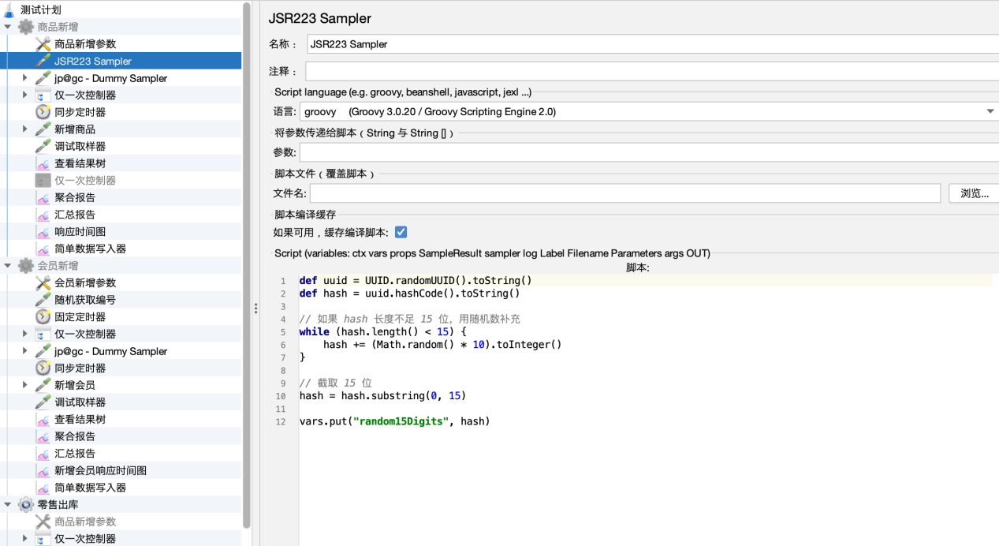 测试计划
商品新增
商品新增参数
JSR223 Sampler
jp@gc - Dummy Sampler
仅一次控制器
同步定时器
新增商品
调试取样器
查看结果树
仅一次控制器
聚合报告
汇总报告
响应时间图
简单数据写入器
会员新增
会员新增参数
随机获取编号
固定定时器
仅一次控制器
jp@gc - Dummy Sampler
同步定时器
新增会员
调试取样器
查看结果树
聚合报告
汇总报告
新增会员响应时间图
简单数据写入器
零售出库
商品新增参数
仅一次控制器
JSR223 Sampler
名称： JSR223 Sampler
注释：
Script language (e.g. groovy, beanshell, javascript, jexl ...)
语言: groovy (Groovy 3.0.20 / Groovy Scripting Engine 2.0)
将参数传递给脚本（String 与 String []）
参数:
脚本文件（覆盖脚本）
文件名: 浏览...
脚本编译缓存
如果可用，缓存编译脚本:
Script (variables: ctx vars props SampleResult sampler log Label Filename Parameters args OUT)
脚本:
1 def uuid = UUID.randomUUID().toString()
2 def hash = uuid.hashCode().toString()
3
4 // 如果 hash 长度不足 15 位，用随机数补充
5 while (hash.length() < 15) {
6 hash += (Math.random() * 10).toInteger()
7 }
8
9 // 截取 15 位
10 hash = hash.substring(0, 15)
11
12 vars.put("random15Digits", hash)